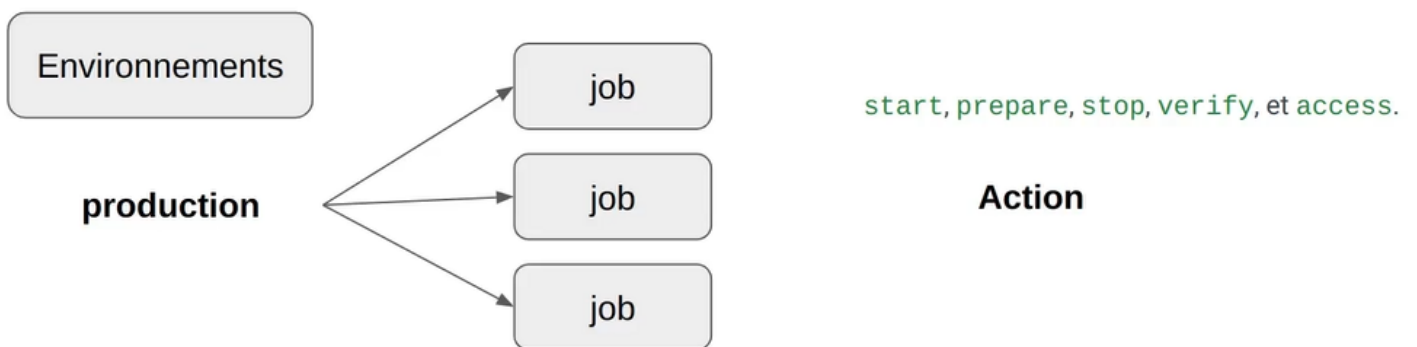 Environnements
production
job
job
job
start, prepare, stop, verify, et access.
Action